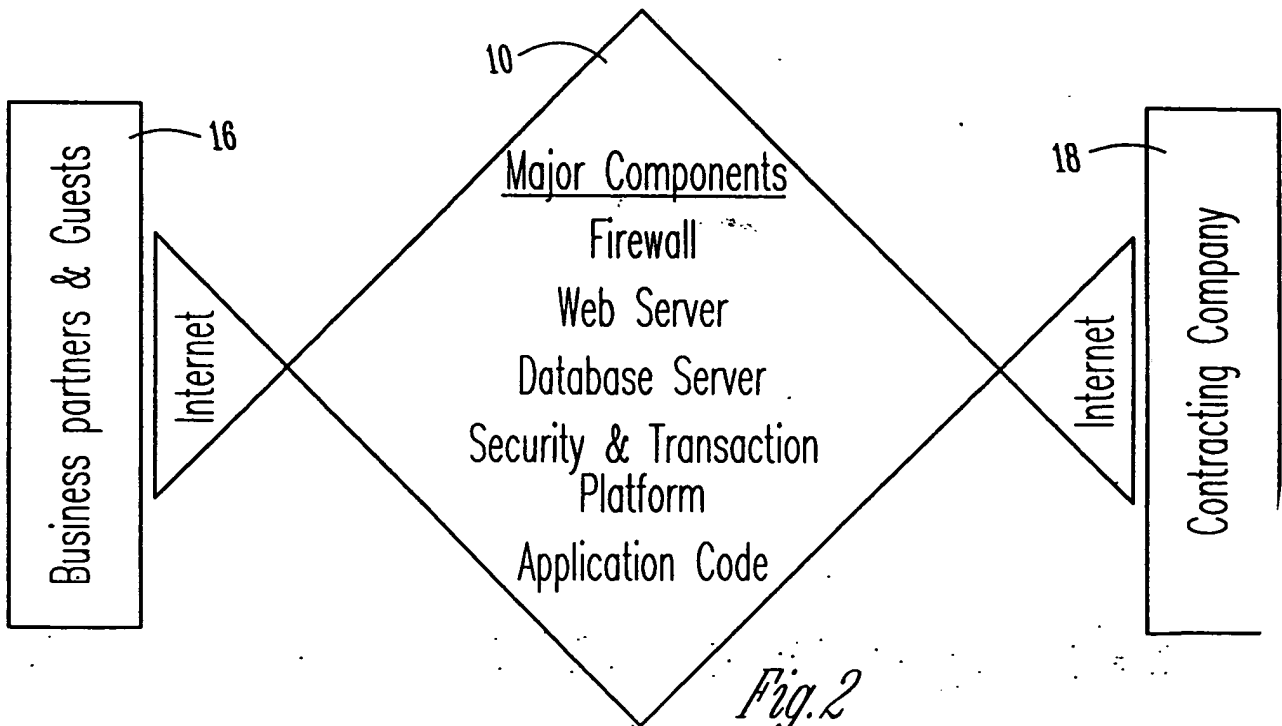 10
16
Business partners & Guests
Internet
Major Components
Firewall
Web Server
Database Server
Security & Transaction
Platform
Application Code
18
Internet
Contracting Company
Fig.2